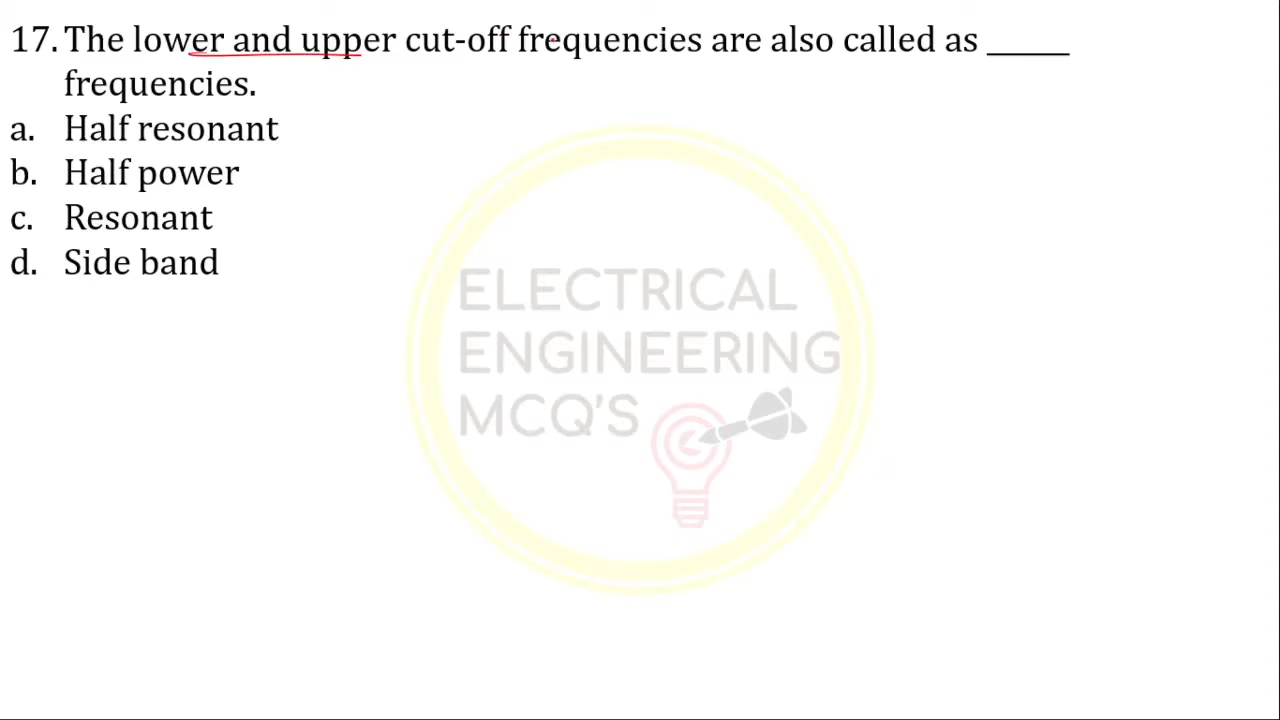 17. The lower and upper cut-off frequencies are also called as _____
frequencies.
a. Half resonant
b. Half power
c. Resonant
d. Side band
ELECTRICAL
ENGINEERING
MCQ'S